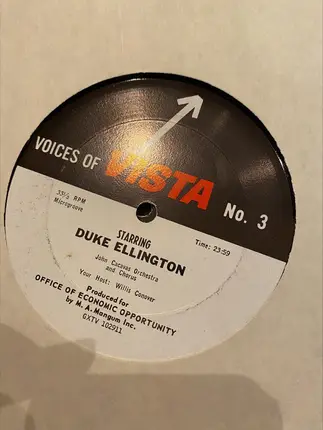 VOICES OF VISTA No. 3
33⅓ RPM
Microgroove
Time: 23:59
STARRING
DUKE ELLINGTON
John Cacavas Orchestra
and Chorus
Your Host: Willis Conover
Produced for
OFFICE OF ECONOMIC OPPORTUNITY
by M. A. Mangum Inc.
GXTV 102911